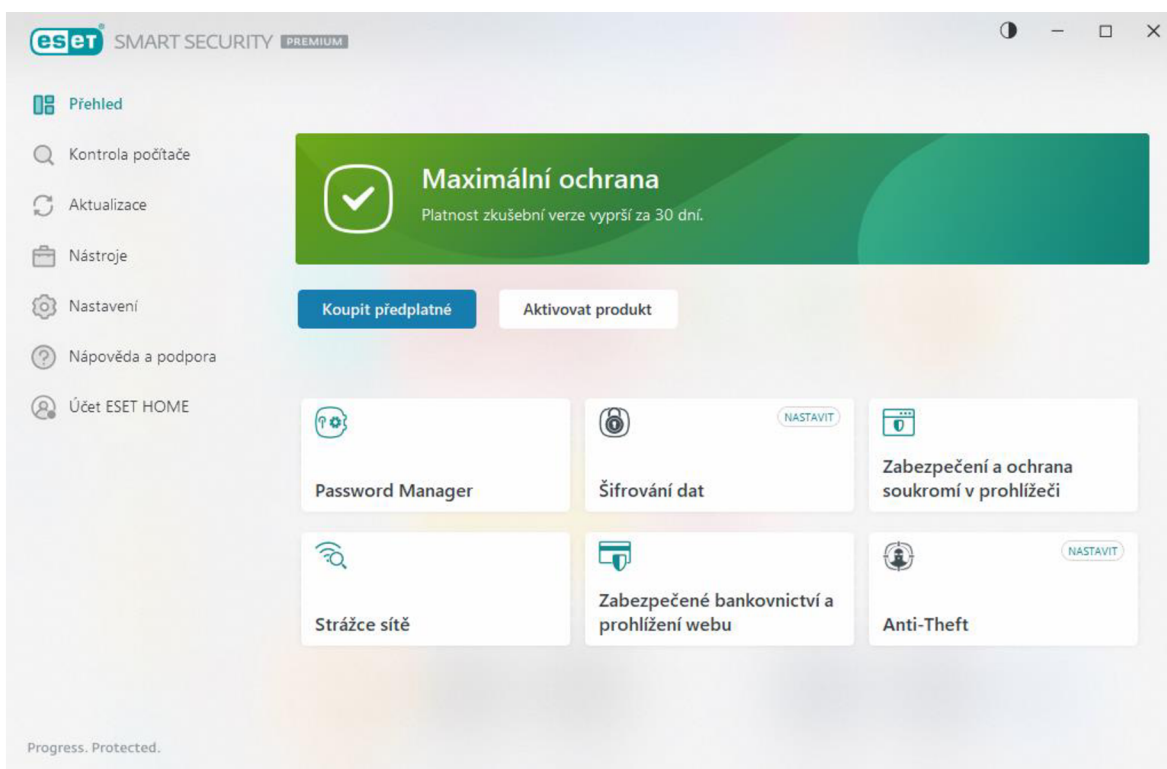 eset SMART SECURITY PREMIUM
Přehled
Kontrola počítače
Aktualizace
Nástroje
Nastavení
Nápověda a podpora
Účet ESET HOME
Maximální ochrana
Platnost zkušební verze vyprší za 30 dní.
Koupit předplatné
Aktivovat produkt
Password Manager
NASTAVIT
Šifrování dat
Zabezpečení a ochrana
soukromí v prohlížeči
Strážce sítě
Zabezpečené bankovnictví a
prohlížení webu
NASTAVIT
Anti-Theft
Progress. Protected.